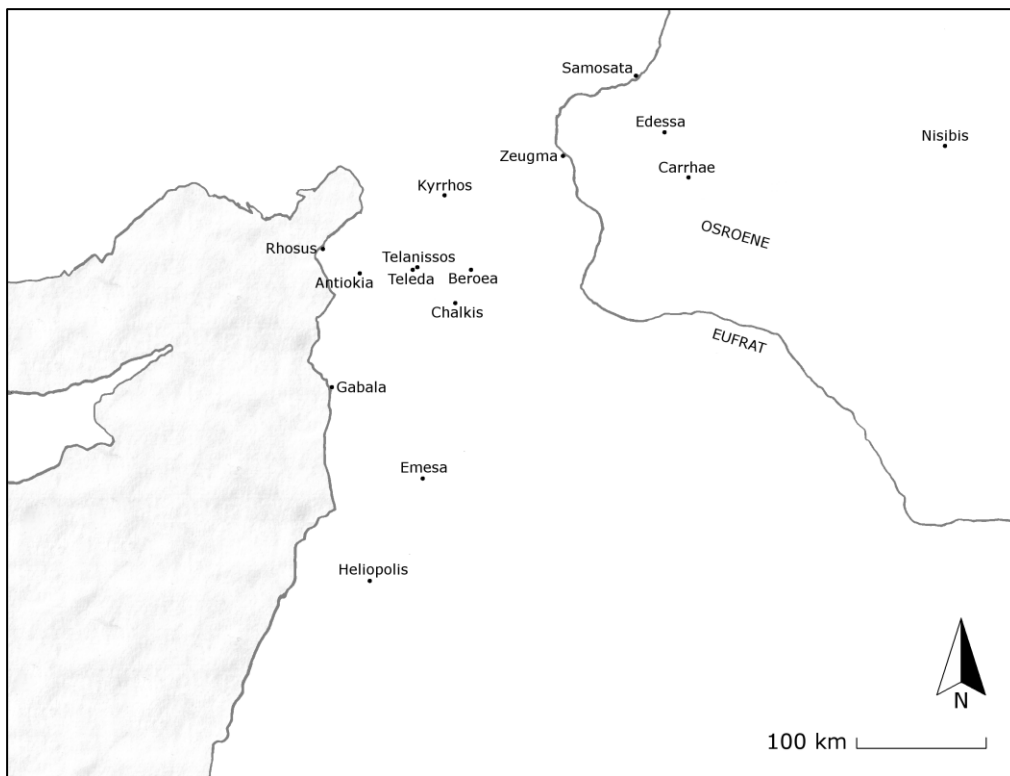 Samosata
Edessa
Nisibis
Zeugma
Carrhae
Kyrrhos
OSROENE
Rhosus
Telanissos
Antiokia
Teleda
Beroea
Chalkis
EUFRAT
Gabala
Emesa
Heliopolis
N
100 km